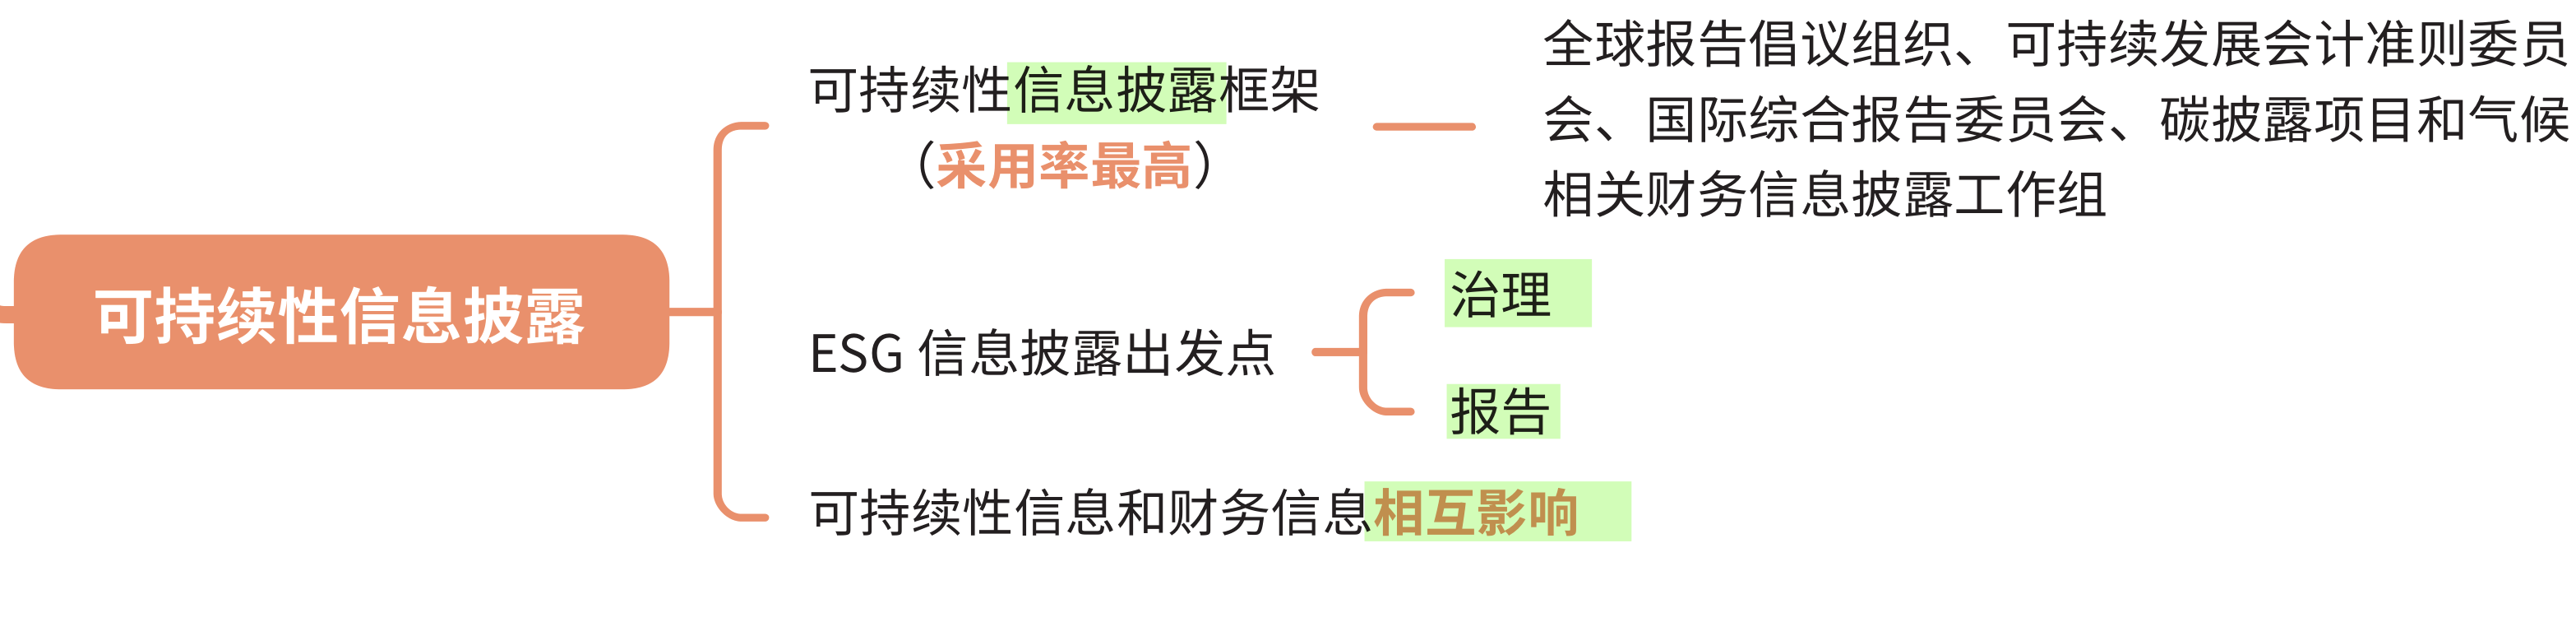 可持续性信息披露
可持续性信息披露框架
（采用率最高）
全球报告倡议组织、可持续发展会计准则委员
会、国际综合报告委员会、碳披露项目和气候
相关财务信息披露工作组
ESG 信息披露出发点
治理
报告
可持续性信息和财务信息相互影响